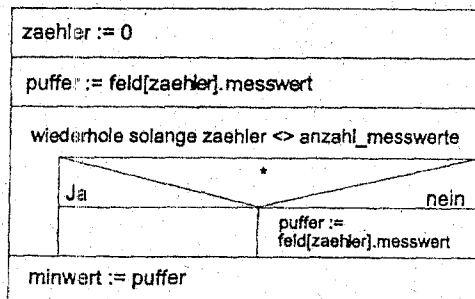 zaehler := 0
puffer := feld[zaehler].messwert
wiederhole solange zaehler <> anzahl_messwerte
*
Ja
nein
puffer :=
feld[zaehler].messwert
minwert := puffer